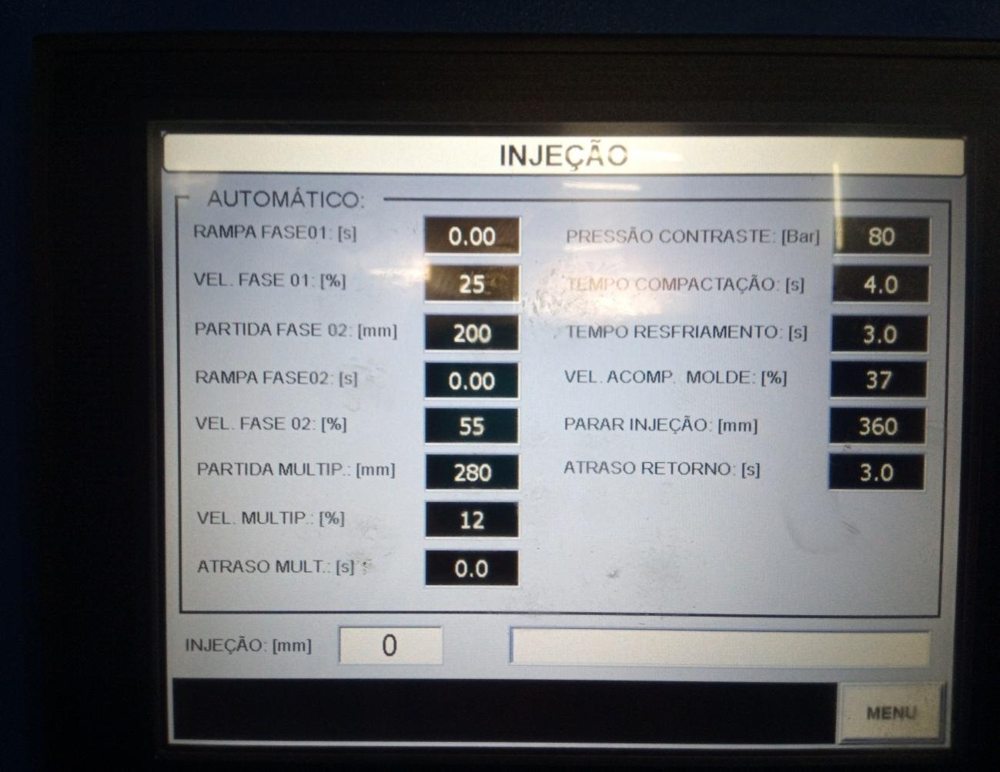 INJEÇÃO
AUTOMÁTICO:
RAMPA FASE01: [s] 0.00
VEL. FASE 01: [%] 25
PARTIDA FASE 02: [mm] 200
RAMPA FASE02: [s] 0.00
VEL. FASE 02: [%] 55
PARTIDA MULTIP.: [mm] 280
VEL. MULTIP.: [%] 12
ATRASO MULT.: [s] 0.0
PRESSÃO CONTRASTE: [Bar] 80
TEMPO COMPACTAÇÃO: [s] 4.0
TEMPO RESFRIAMENTO: [s] 3.0
VEL. ACOMP. MOLDE: [%] 37
PARAR INJEÇÃO: [mm] 360
ATRASO RETORNO: [s] 3.0
INJEÇÃO: [mm] 0
MENU